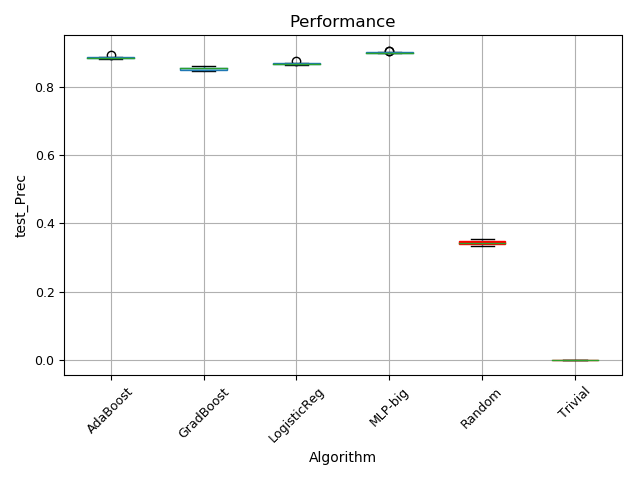 Performance
test_Prec
0.8
0.6
0.4
0.2
0.0
AdaBoost
GradBoost
LogisticReg
MLP-big
Random
Trivial
Algorithm